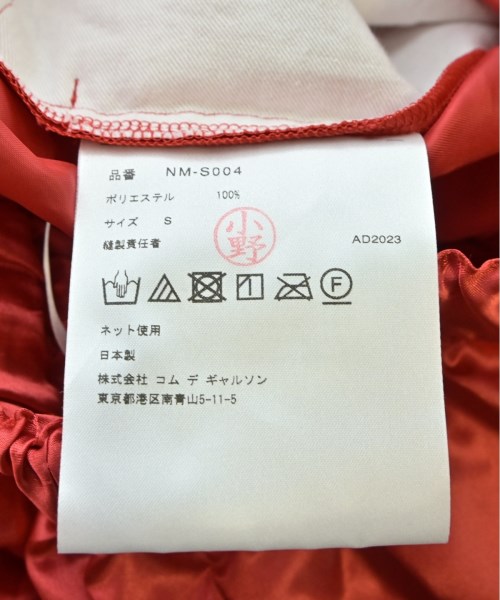 品番 NM-S004
ポリエステル 100%
サイズ S
縫製責任者 小野 AD2023
F
ネット使用
日本製
株式会社 コム デ ギャルソン
東京都港区南青山5-11-5